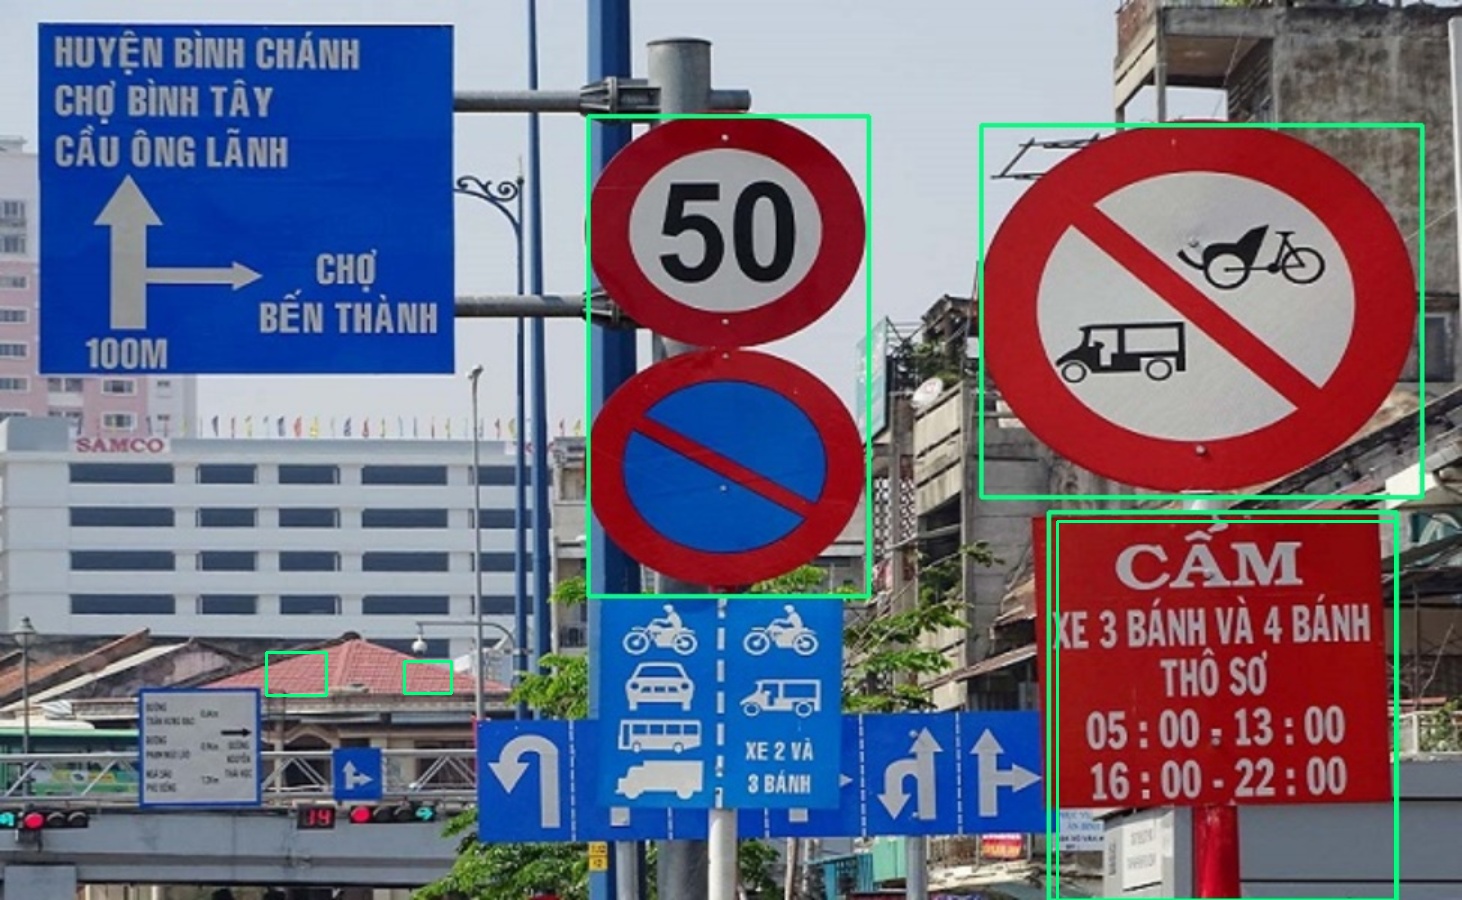 HUYỆN BÌNH CHÁNH
CHỢ BÌNH TÂY
CẦU ÔNG LÃNH
CHỢ
BẾN THÀNH
100M
50
SAMCO
CẤM
XE 3 BÁNH VÀ 4 BÁNH
THÔ SƠ
05 : 00 - 13 : 00
16 : 00 - 22 : 00
XE 2 VÀ
3 BÁNH